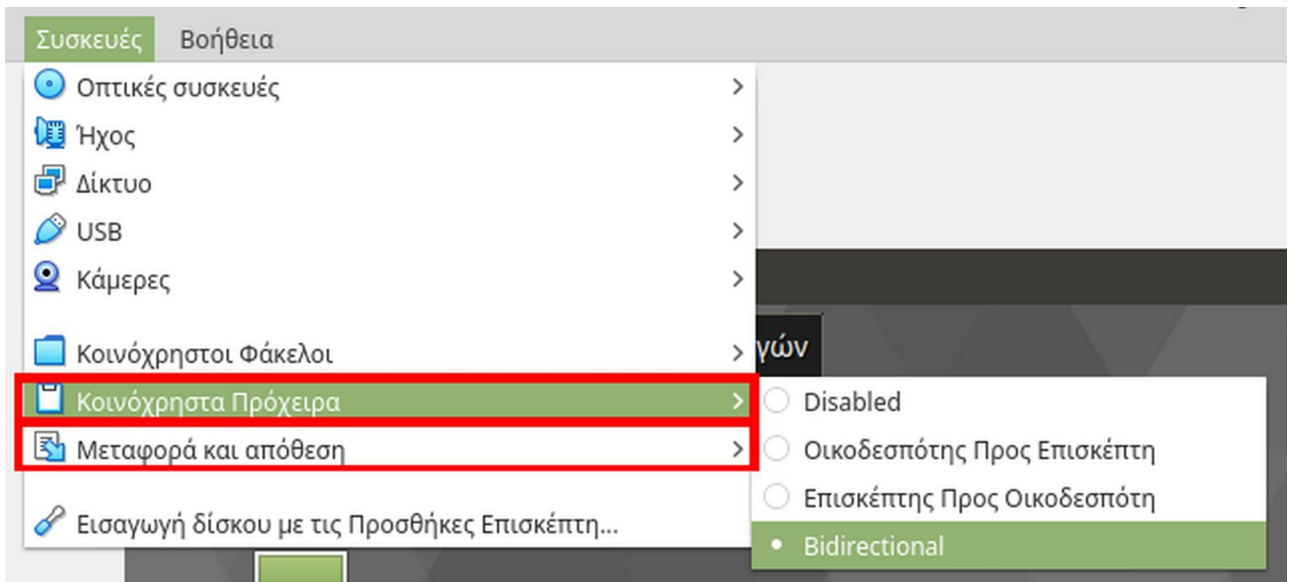 Συσκευές Βοήθεια
Οπτικές συσκευές
Ήχος
Δίκτυο
USB
Κάμερες
Κοινόχρηστοι Φάκελοι
γών
Κοινόχρηστα Πρόχειρα
Disabled
Μεταφορά και απόθεση
Οικοδεσπότης Προς Επισκέπτη
Επισκέπτης Προς Οικοδεσπότη
Εισαγωγή δίσκου με τις Προσθήκες Επισκέπτη...
Bidirectional